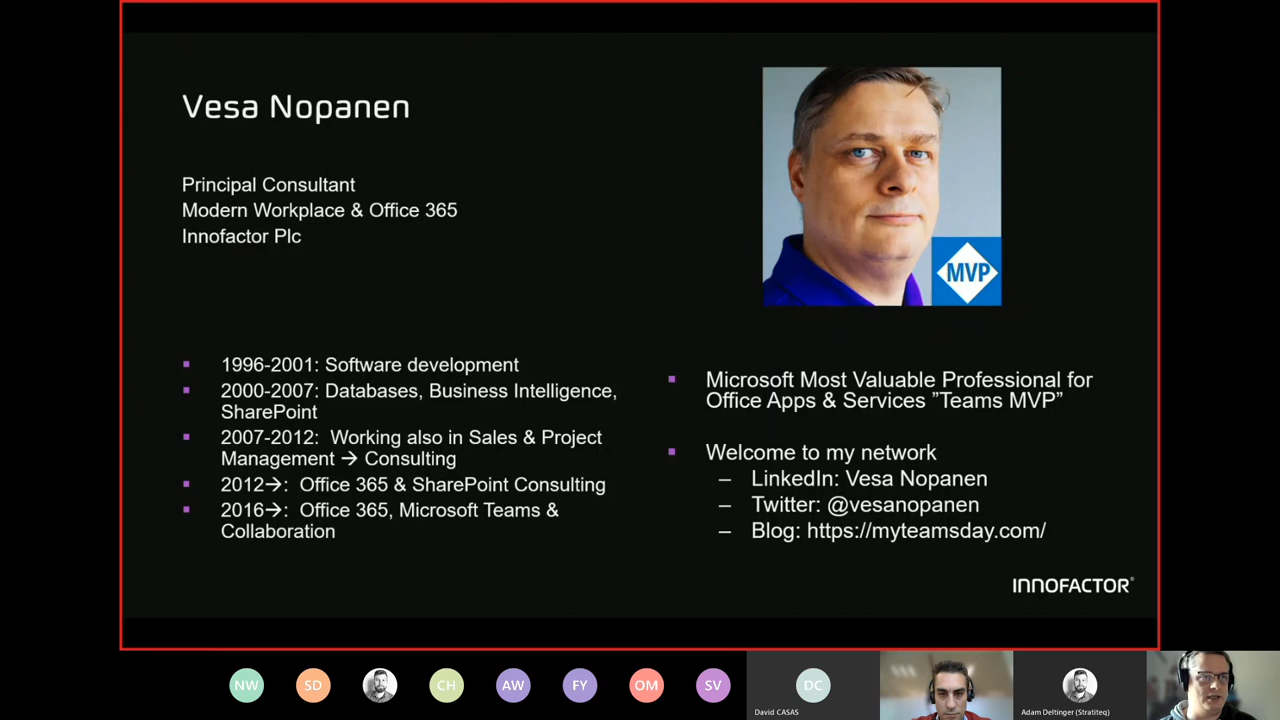 Vesa Nopanen
Principal Consultant
Modern Workplace & Office 365
Innofactor Plc
MVP
1996-2001: Software development
2000-2007: Databases, Business Intelligence,
SharePoint
2007-2012: Working also in Sales & Project
Management → Consulting
2012→: Office 365 & SharePoint Consulting
2016→: Office 365, Microsoft Teams &
Collaboration
Microsoft Most Valuable Professional for
Office Apps & Services ”Teams MVP”
Welcome to my network
– LinkedIn: Vesa Nopanen
– Twitter: @vesanopanen
– Blog: https://myteamsday.com/
INNOFACTOR®
NW SD CH AW FY OM SV DC
David CASAS
Adam Deltinger (Stratiteq)